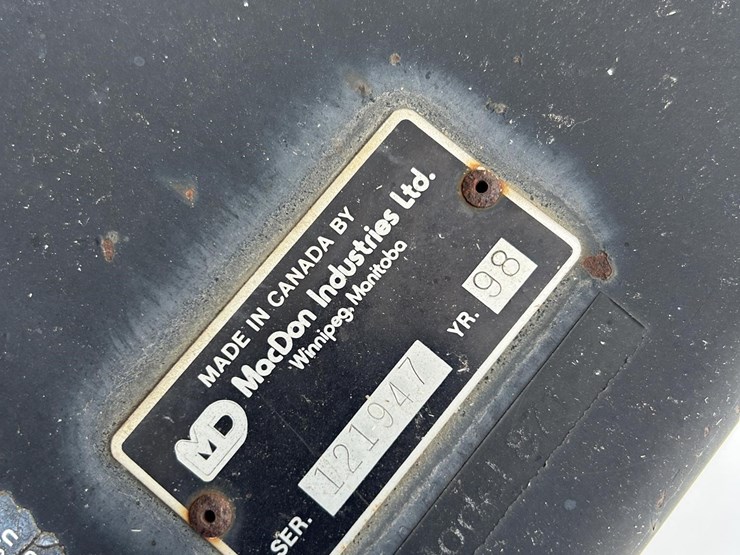 MADE IN CANADA BY
MD MacDon Industries Ltd.
Winnipeg, Manitoba
SER. 121947 YR. 98